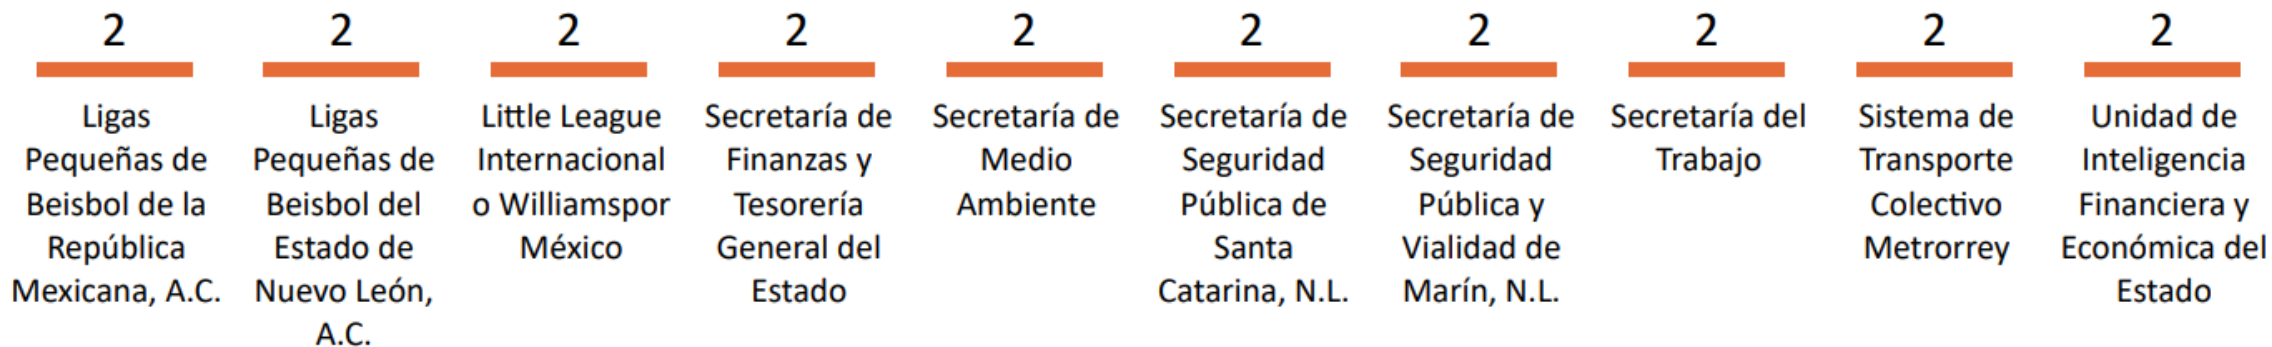 2 2 2 2 2 2 2 2 2 2
Ligas
Pequeñas de
Beisbol de la
República
Mexicana, A.C.
Ligas
Pequeñas de
Beisbol del
Estado de
Nuevo León,
A.C.
Little League
Internacional
o Williamspor
México
Secretaría de
Finanzas y
Tesorería
General del
Estado
Secretaría de
Medio
Ambiente
Secretaría de
Seguridad
Pública de
Santa
Catarina, N.L.
Secretaría de
Seguridad
Pública y
Vialidad de
Marín, N.L.
Secretaría del
Trabajo
Sistema de
Transporte
Colectivo
Metrorrey
Unidad de
Inteligencia
Financiera y
Económica del
Estado